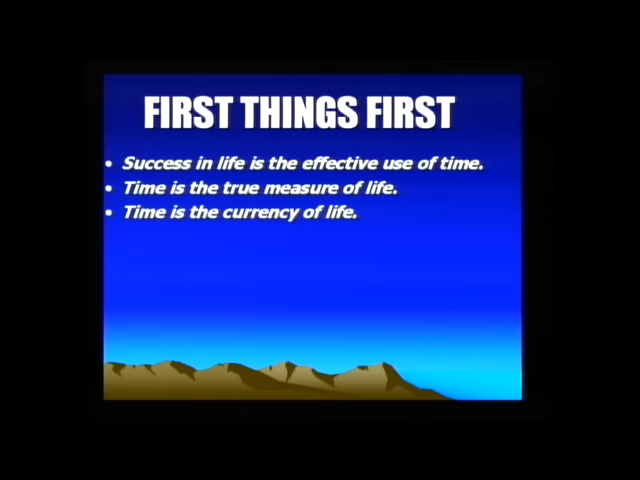 FIRST THINGS FIRST
• Success in life is the effective use of time.
• Time is the true measure of life.
• Time is the currency of life.